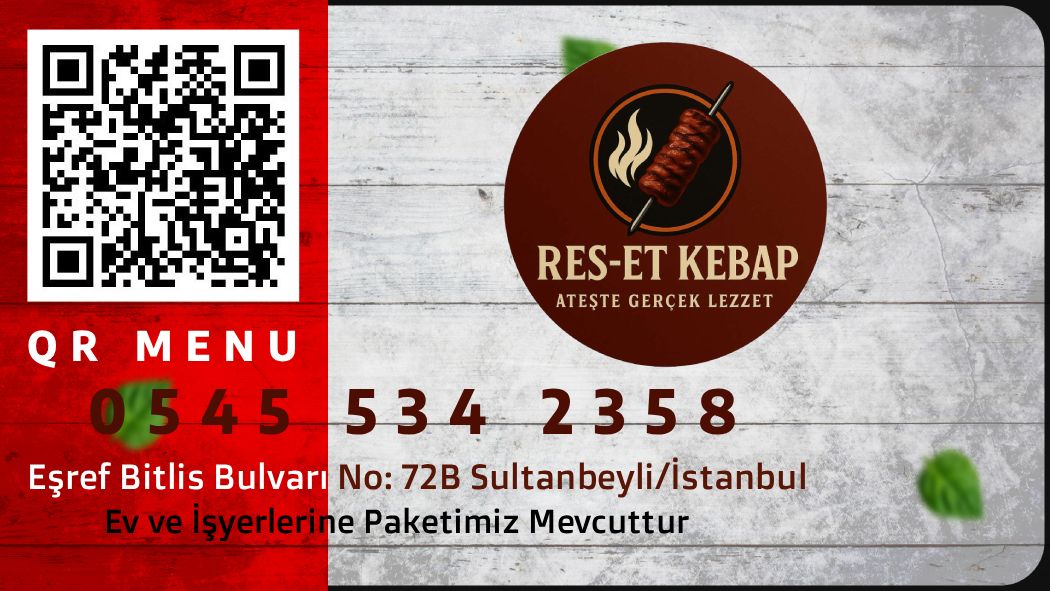 RES-ET KEBAP
ATEŞTE GERÇEK LEZZET
QR MENU
0545 534 2358
Eşref Bitlis Bulvarı No: 72B Sultanbeyli/İstanbul
Ev ve İşyerlerine Paketimiz Mevcuttur